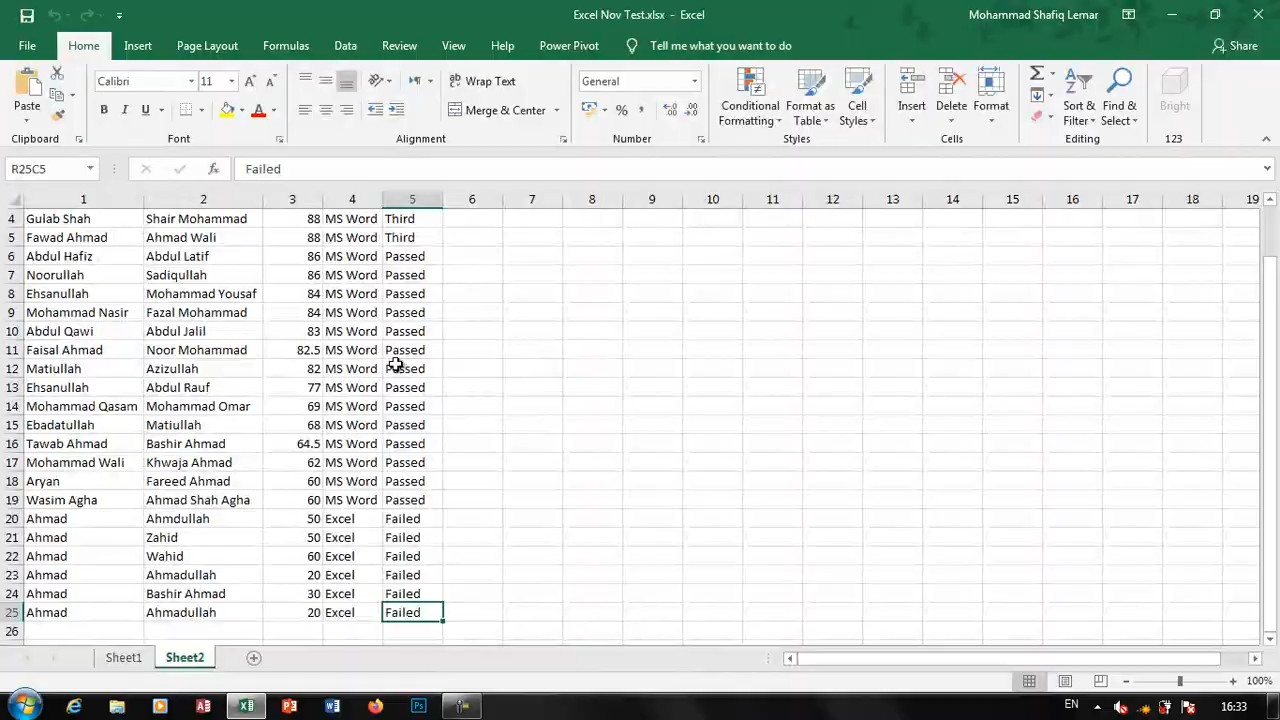 Excel Nov Test.xlsx - Excel
Mohammad Shafiq Lemar
File Home Insert Page Layout Formulas Data Review View Help Power Pivot Tell me what you want to do Share
Calibri 11 A A Wrap Text General
Paste B I U A Merge & Center % , Conditional Formatting Format Table Cell Styles Insert Delete Format Sort & Filter Find & Select Bright
Clipboard Font Alignment Number Styles Cells Editing 123
R25C5 fx Failed
1 2 3 4 5 6 7 8 9 10 11 12 13 14 15 16 17 18 19
4 Gulab Shah Shair Mohammad 88 MS Word Third
5 Fawad Ahmad Ahmad Wali 88 MS Word Third
6 Abdul Hafiz Abdul Latif 86 MS Word Passed
7 Noorullah Sadiqullah 86 MS Word Passed
8 Ehsanullah Mohammad Yousaf 84 MS Word Passed
9 Mohammad Nasir Fazal Mohammad 84 MS Word Passed
10 Abdul Qawi Abdul Jalil 83 MS Word Passed
11 Faisal Ahmad Noor Mohammad 82.5 MS Word Passed
12 Matiullah Azizullah 82 MS Word Passed
13 Ehsanullah Abdul Rauf 77 MS Word Passed
14 Mohammad Qasam Mohammad Omar 69 MS Word Passed
15 Ebadatullah Matiullah 68 MS Word Passed
16 Tawab Ahmad Bashir Ahmad 64.5 MS Word Passed
17 Mohammad Wali Khwaja Ahmad 62 MS Word Passed
18 Aryan Fareed Ahmad 60 MS Word Passed
19 Wasim Agha Ahmad Shah Agha 60 MS Word Passed
20 Ahmad Ahmdullah 50 Excel Failed
21 Ahmad Zahid 50 Excel Failed
22 Ahmad Wahid 60 Excel Failed
23 Ahmad Ahmadullah 20 Excel Failed
24 Ahmad Bashir Ahmad 30 Excel Failed
25 Ahmad Ahmadullah 20 Excel Failed
26
Sheet1 Sheet2
100%
EN 16:33